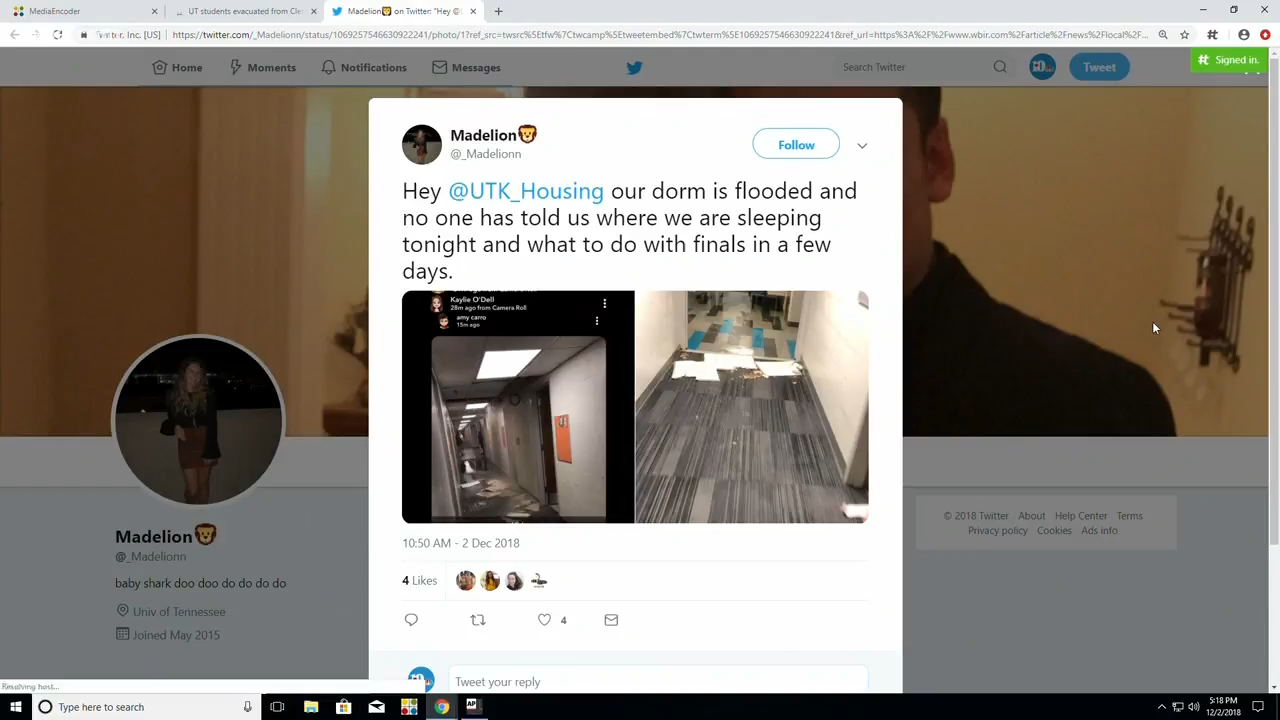 MediaEncoder
UT students evacuated from Cle
Madelion🦁 on Twitter: "Hey @
Twitter, Inc. [US]
https://twitter.com/_Madelionn/status/1069257546630922241/photo/1?ref_src=twsrc%5Etfw%7Ctwcamp%5Etweetembed%7Ctwterm%5E1069257546630922241&ref_url=https%3A%2F%2Fwww.wbir.com%2Farticle%2Fnews%2Flocal%2F...
Signed in.
Home
Moments
Notifications
Messages
Search Twitter
Tweet
Madelion🦁
@_Madelionn
Follow
Hey @UTK_Housing our dorm is flooded and
no one has told us where we are sleeping
tonight and what to do with finals in a few
days.
Kaylie O'Dell
28m ago from Camera Roll
amy carro
15m ago
10:50 AM - 2 Dec 2018
4 Likes
4
Tweet your reply
Madelion🦁
@_Madelionn
baby shark doo doo do do do do
Univ of Tennessee
Joined May 2015
© 2018 Twitter About Help Center Terms
Privacy policy Cookies Ads info
Resolving host...
Type here to search
AP
5:18 PM
12/2/2018